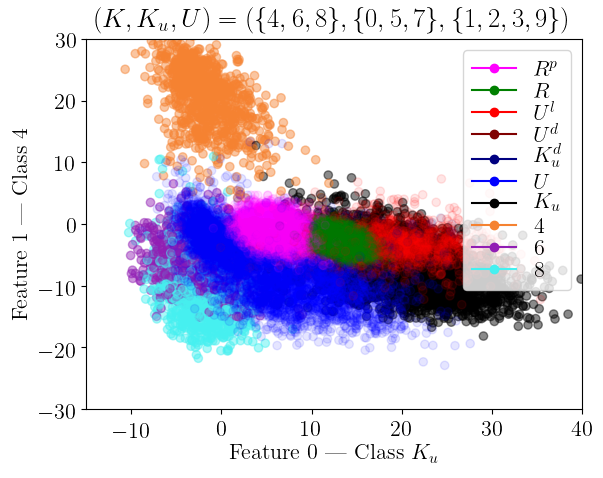 (K, K_u, U) = ({4, 6, 8}, {0, 5, 7}, {1, 2, 3, 9})
30
20
10
0
−10
−20
−30
Feature 1 — Class 4
R^p
R
U^l
U^d
K_u^d
U
K_u
4
6
8
−10
0
10
20
30
40
Feature 0 — Class K_u